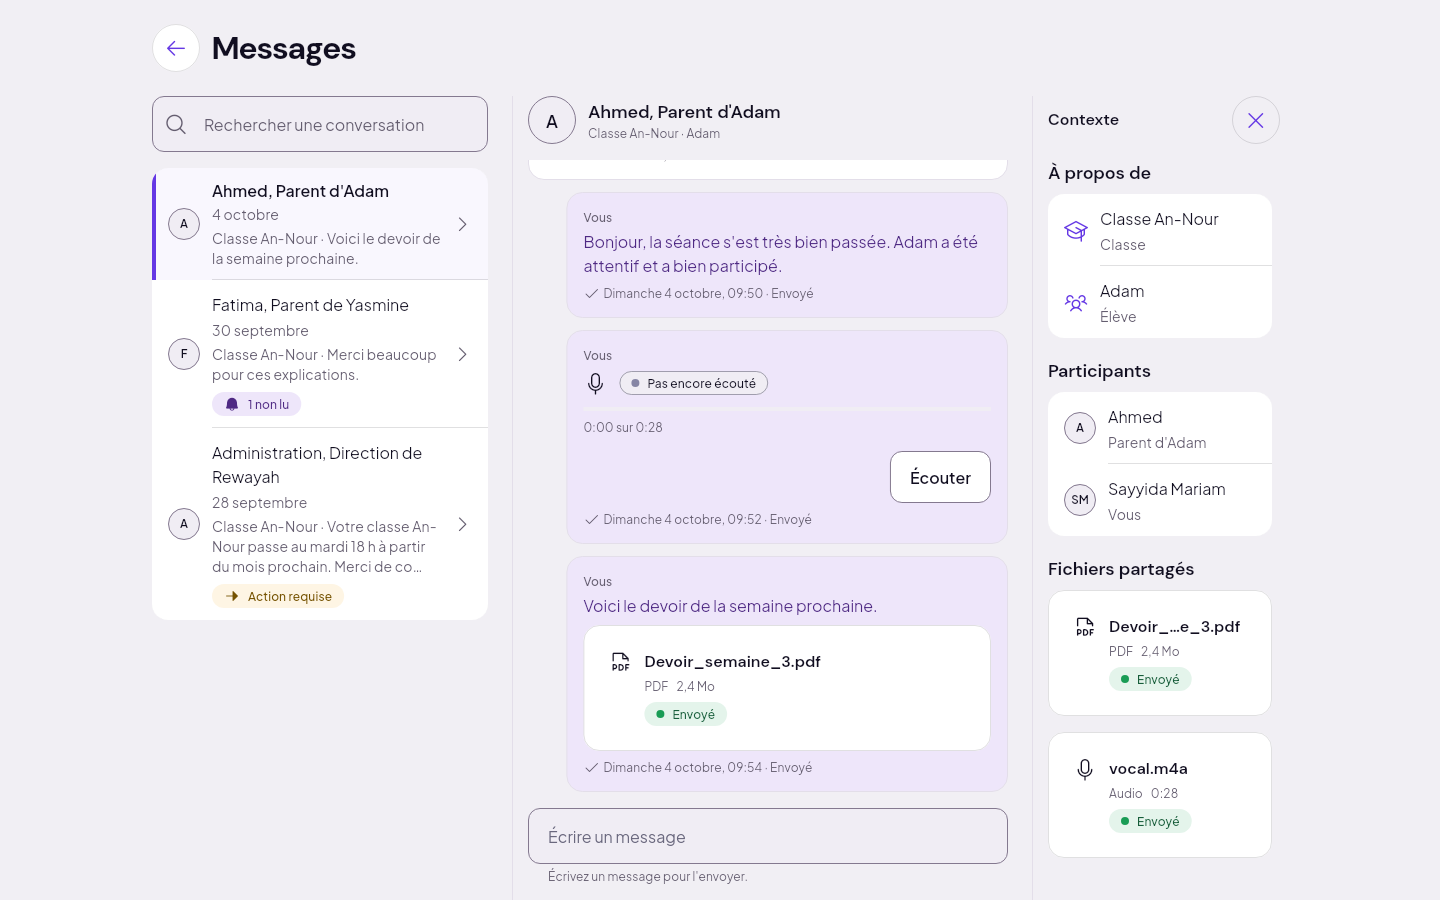 Messages
Rechercher une conversation
A
Ahmed, Parent d'Adam
4 octobre
Classe An-Nour · Voici le devoir de
la semaine prochaine.
F
Fatima, Parent de Yasmine
30 septembre
Classe An-Nour · Merci beaucoup
pour ces explications.
1 non lu
A
Administration, Direction de
Rewayah
28 septembre
Classe An-Nour · Votre classe An-
Nour passe au mardi 18 h à partir
du mois prochain. Merci de co…
Action requise
A
Ahmed, Parent d'Adam
Classe An-Nour · Adam
Vous
Bonjour, la séance s'est très bien passée. Adam a été
attentif et a bien participé.
Dimanche 4 octobre, 09:50 · Envoyé
Vous
Pas encore écouté
0:00 sur 0:28
Écouter
Dimanche 4 octobre, 09:52 · Envoyé
Vous
Voici le devoir de la semaine prochaine.
PDF
Devoir_semaine_3.pdf
PDF 2,4 Mo
Envoyé
Dimanche 4 octobre, 09:54 · Envoyé
Écrire un message
Écrivez un message pour l'envoyer.
Contexte
À propos de
Classe An-Nour
Classe
Adam
Élève
Participants
A
Ahmed
Parent d'Adam
SM
Sayyida Mariam
Vous
Fichiers partagés
PDF
Devoir_…e_3.pdf
PDF 2,4 Mo
Envoyé
vocal.m4a
Audio 0:28
Envoyé